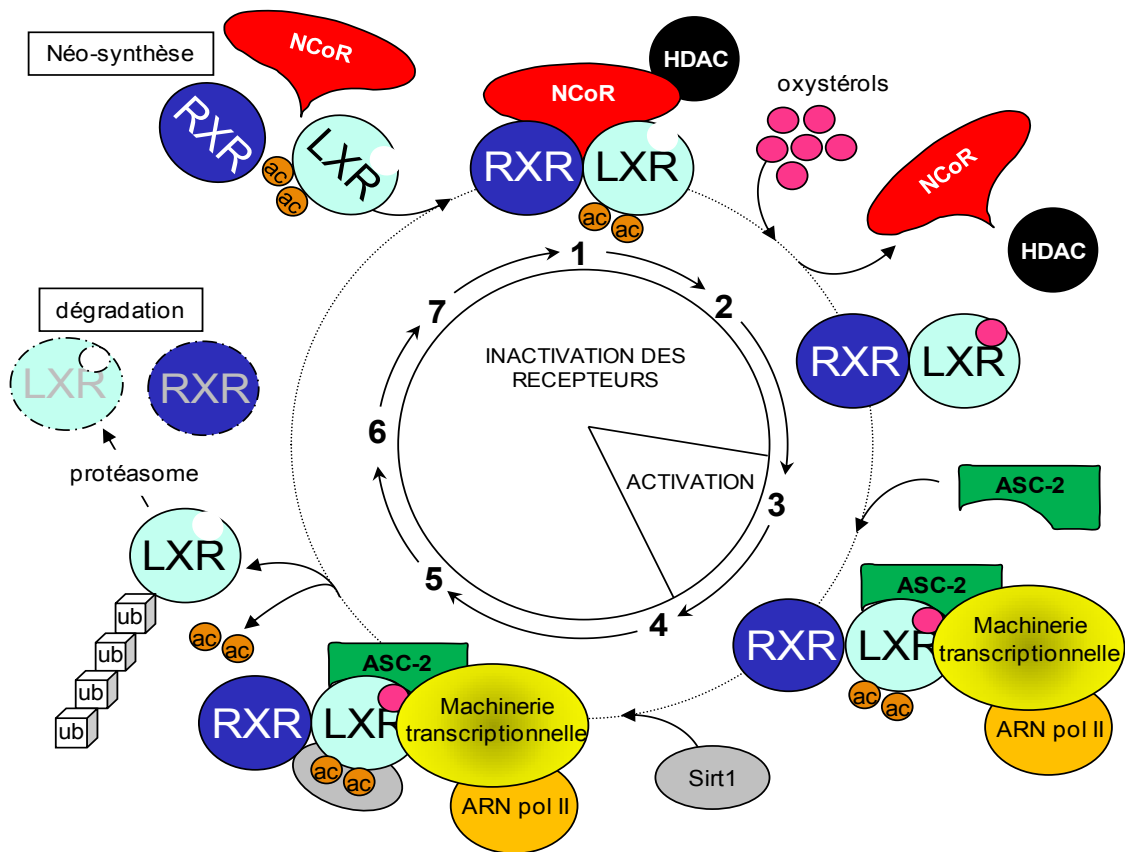 Néo-synthèse
NCoR
RXR
LXR
ac
ac
HDAC
NCoR
RXR
LXR
ac
ac
oxystérols
NCoR
HDAC
1
2
3
4
5
6
7
INACTIVATION DES
RECEPTEURS
ACTIVATION
RXR
LXR
ASC-2
ASC-2
RXR
LXR
Machinerie
transcriptionnelle
ac
ac
ARN pol II
Sirt1
ASC-2
RXR
LXR
Machinerie
transcriptionnelle
ac
ac
ARN pol II
dégradation
LXR
RXR
protéasome
LXR
ub
ub
ub
ub
ac
ac